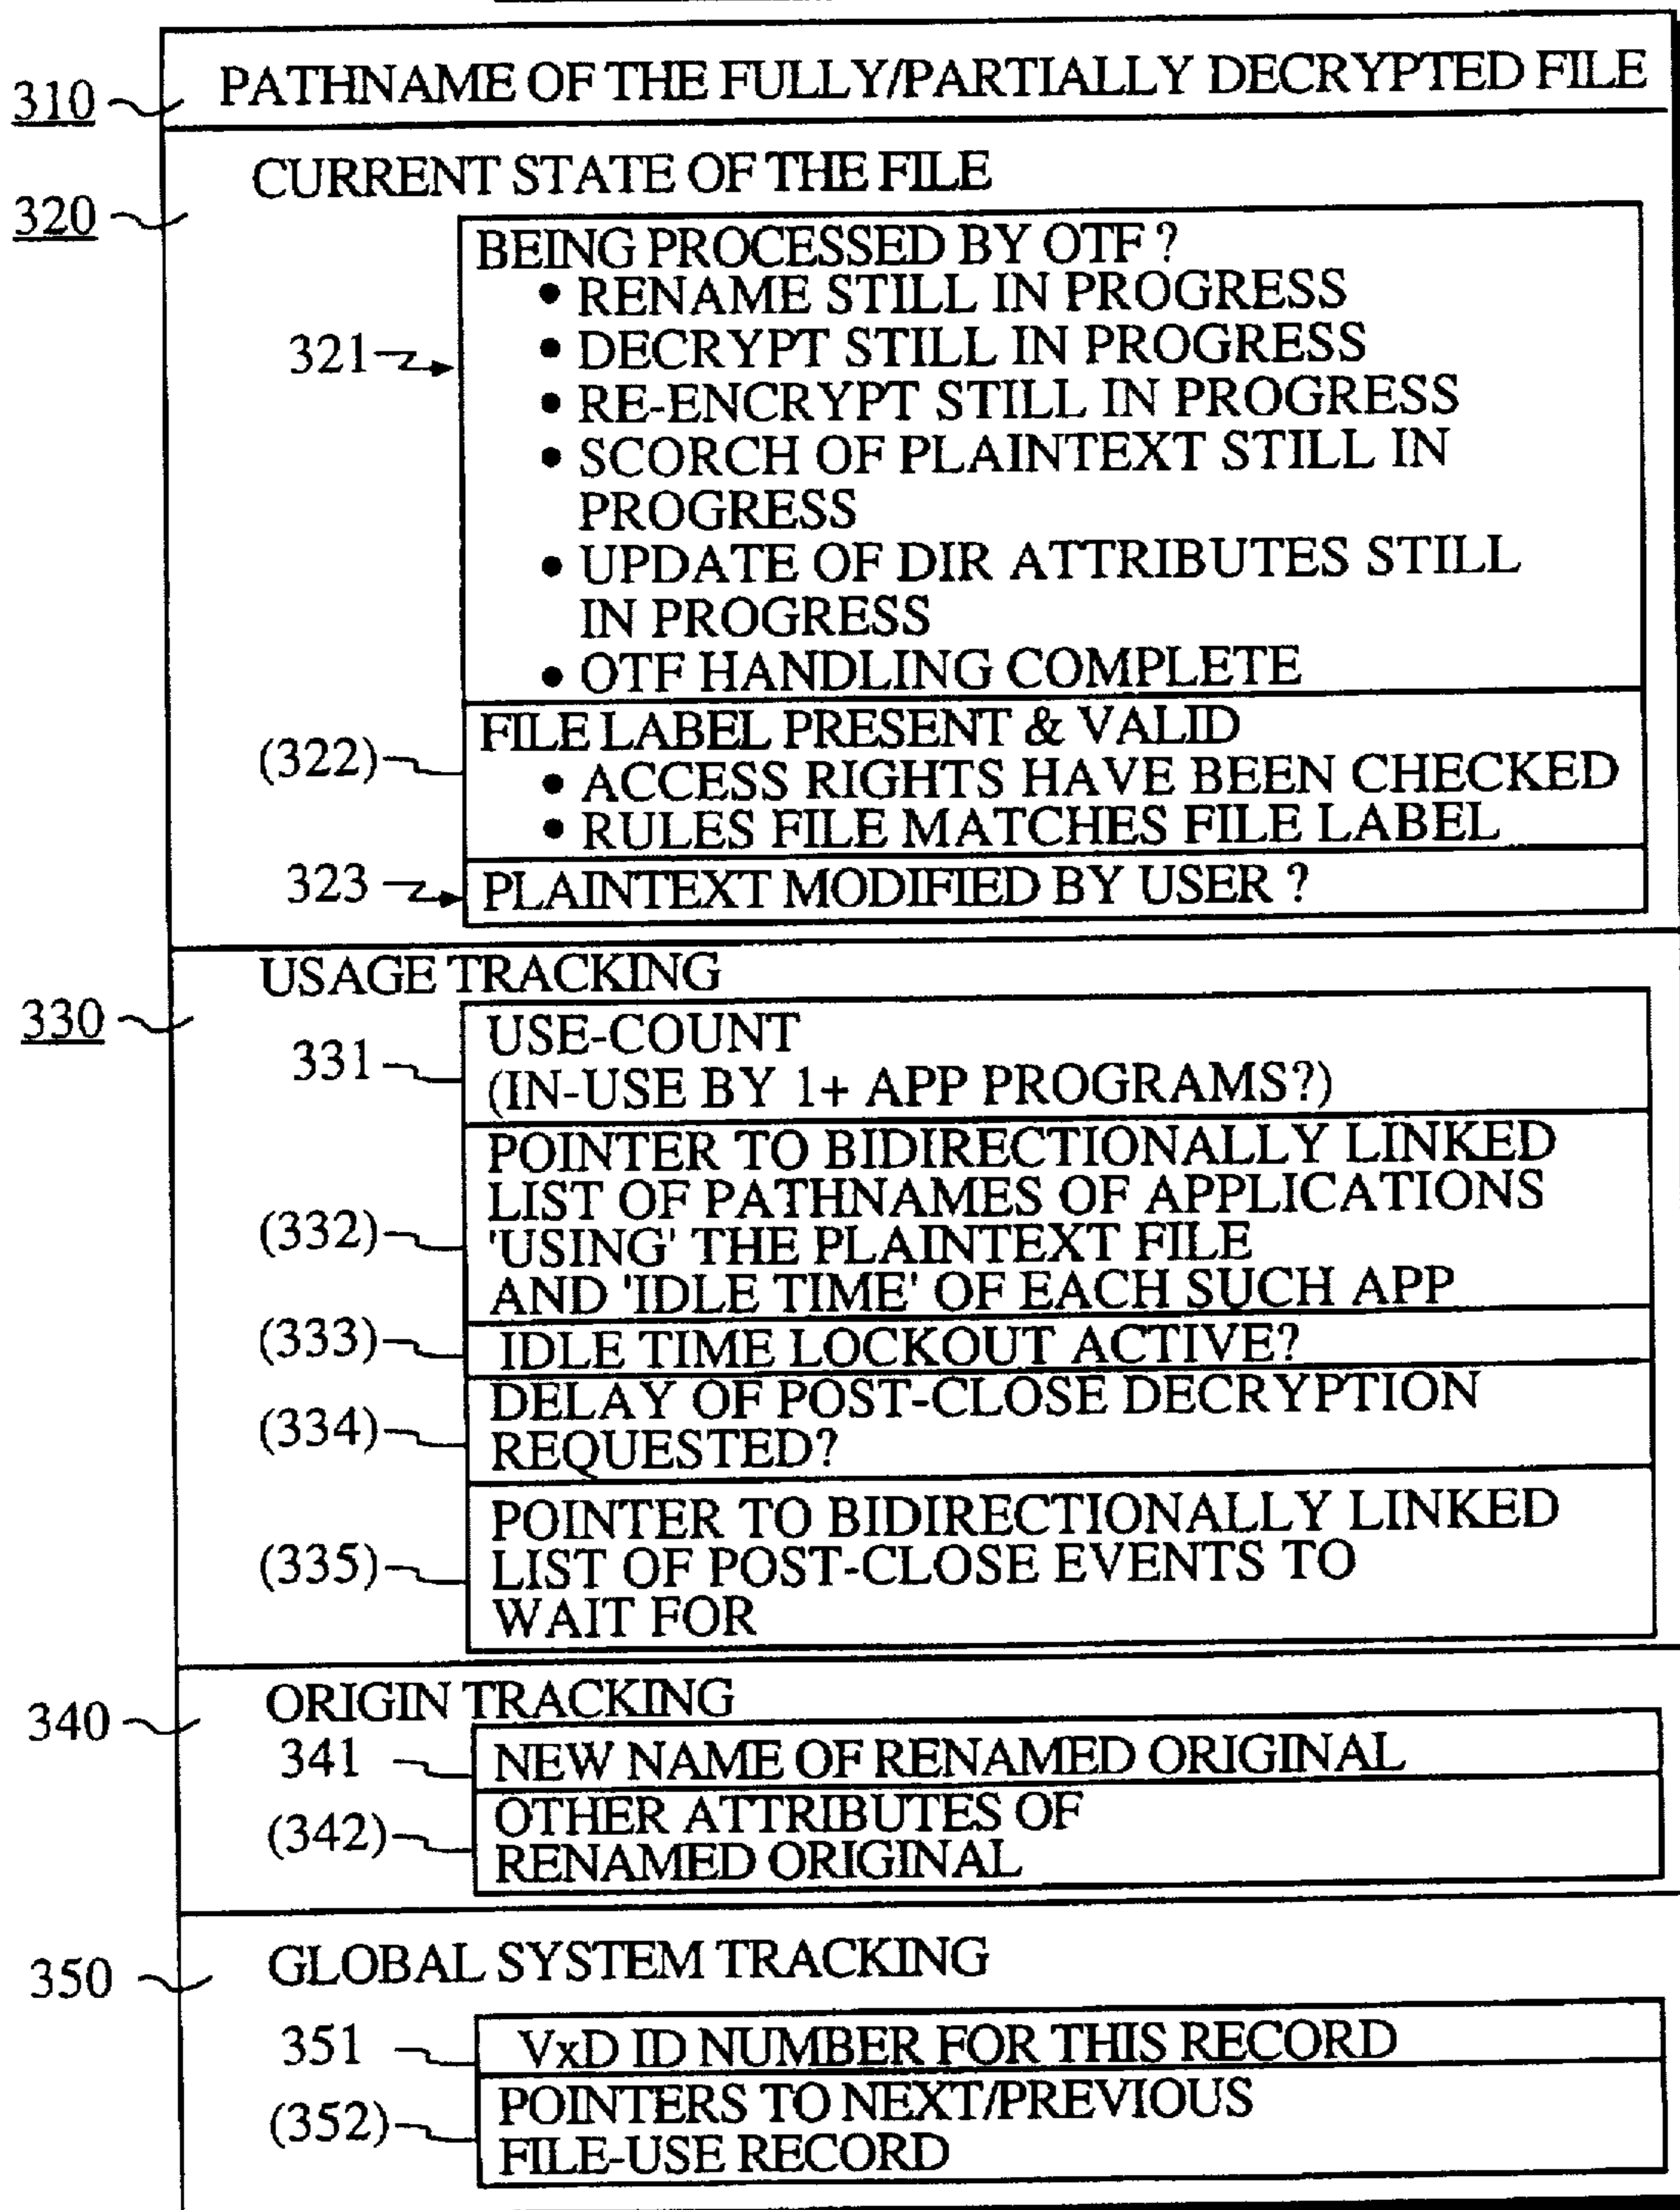 310 PATHNAME OF THE FULLY/PARTIALLY DECRYPTED FILE
CURRENT STATE OF THE FILE
320
BEING PROCESSED BY OTF ?
• RENAME STILL IN PROGRESS
321 • DECRYPT STILL IN PROGRESS
• RE-ENCRYPT STILL IN PROGRESS
• SCORCH OF PLAINTEXT STILL IN
PROGRESS
• UPDATE OF DIR ATTRIBUTES STILL
IN PROGRESS
• OTF HANDLING COMPLETE
FILE LABEL PRESENT & VALID
(322) • ACCESS RIGHTS HAVE BEEN CHECKED
• RULES FILE MATCHES FILE LABEL
323 PLAINTEXT MODIFIED BY USER ?
USAGE TRACKING
330
USE-COUNT
331 (IN-USE BY 1+ APP PROGRAMS?)
POINTER TO BIDIRECTIONALLY LINKED
LIST OF PATHNAMES OF APPLICATIONS
(332) 'USING' THE PLAINTEXT FILE
AND 'IDLE TIME' OF EACH SUCH APP
(333) IDLE TIME LOCKOUT ACTIVE?
DELAY OF POST-CLOSE DECRYPTION
(334) REQUESTED?
POINTER TO BIDIRECTIONALLY LINKED
(335) LIST OF POST-CLOSE EVENTS TO
WAIT FOR
ORIGIN TRACKING
340
341 NEW NAME OF RENAMED ORIGINAL
OTHER ATTRIBUTES OF
(342) RENAMED ORIGINAL
GLOBAL SYSTEM TRACKING
350
351 VxD ID NUMBER FOR THIS RECORD
POINTERS TO NEXT/PREVIOUS
(352) FILE-USE RECORD